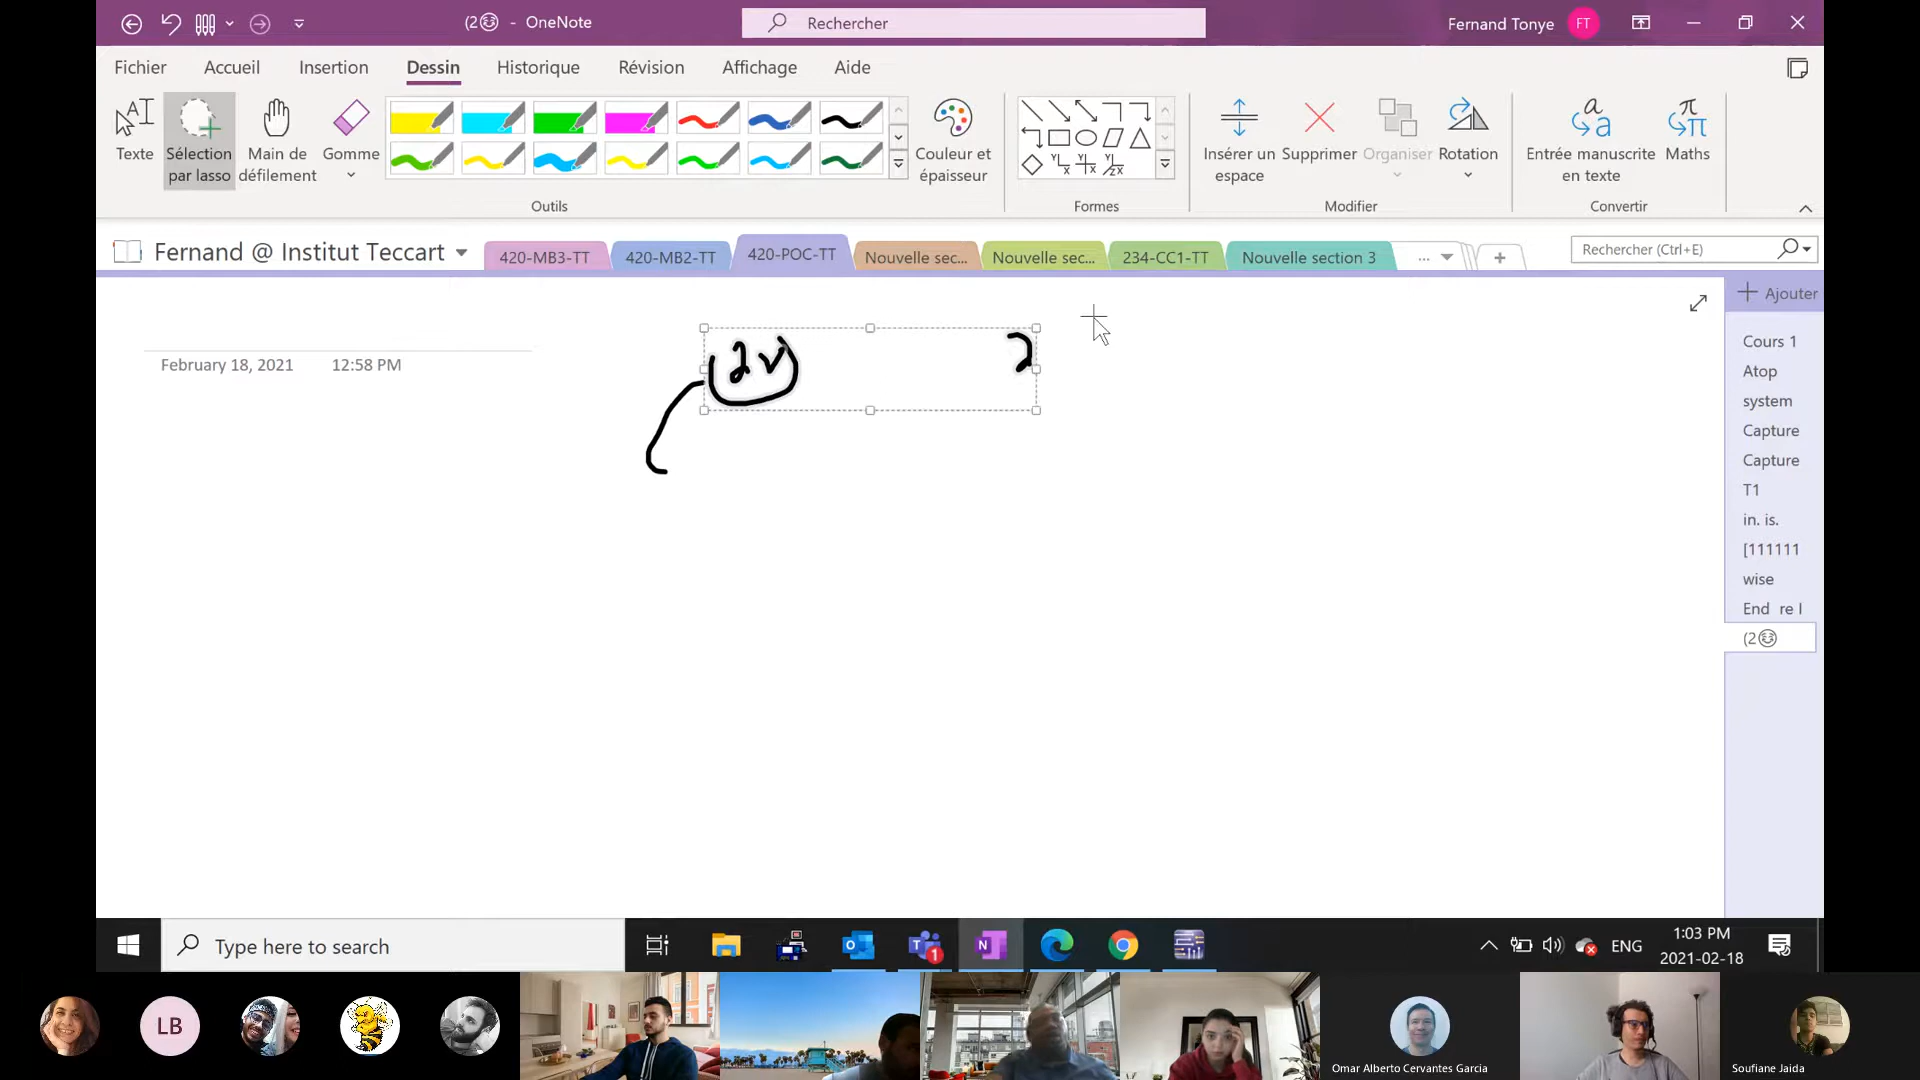 (2😂 - OneNote
Rechercher
Fernand Tonye FT
Fichier Accueil Insertion Dessin Historique Révision Affichage Aide
Texte
Sélection par lasso
Main de défilement
Gomme
Couleur et épaisseur
Insérer un espace
Supprimer
Organiser
Rotation
Entrée manuscrite en texte
Maths
Outils Formes Modifier Convertir
Fernand @ Institut Teccart 420-MB3-TT 420-MB2-TT 420-POC-TT Nouvelle sec... Nouvelle sec... 234-CC1-TT Nouvelle section 3 ... Rechercher (Ctrl+E)
Ajouter
February 18, 2021 12:58 PM
(2v) 2
Cours 1
Atop
system
Capture
Capture
T1
in. is.
[111111
wise
End re I
(2😂
Type here to search
1
ENG
1:03 PM
2021-02-18
LB
Omar Alberto Cervantes Garcia
Soufiane Jaida